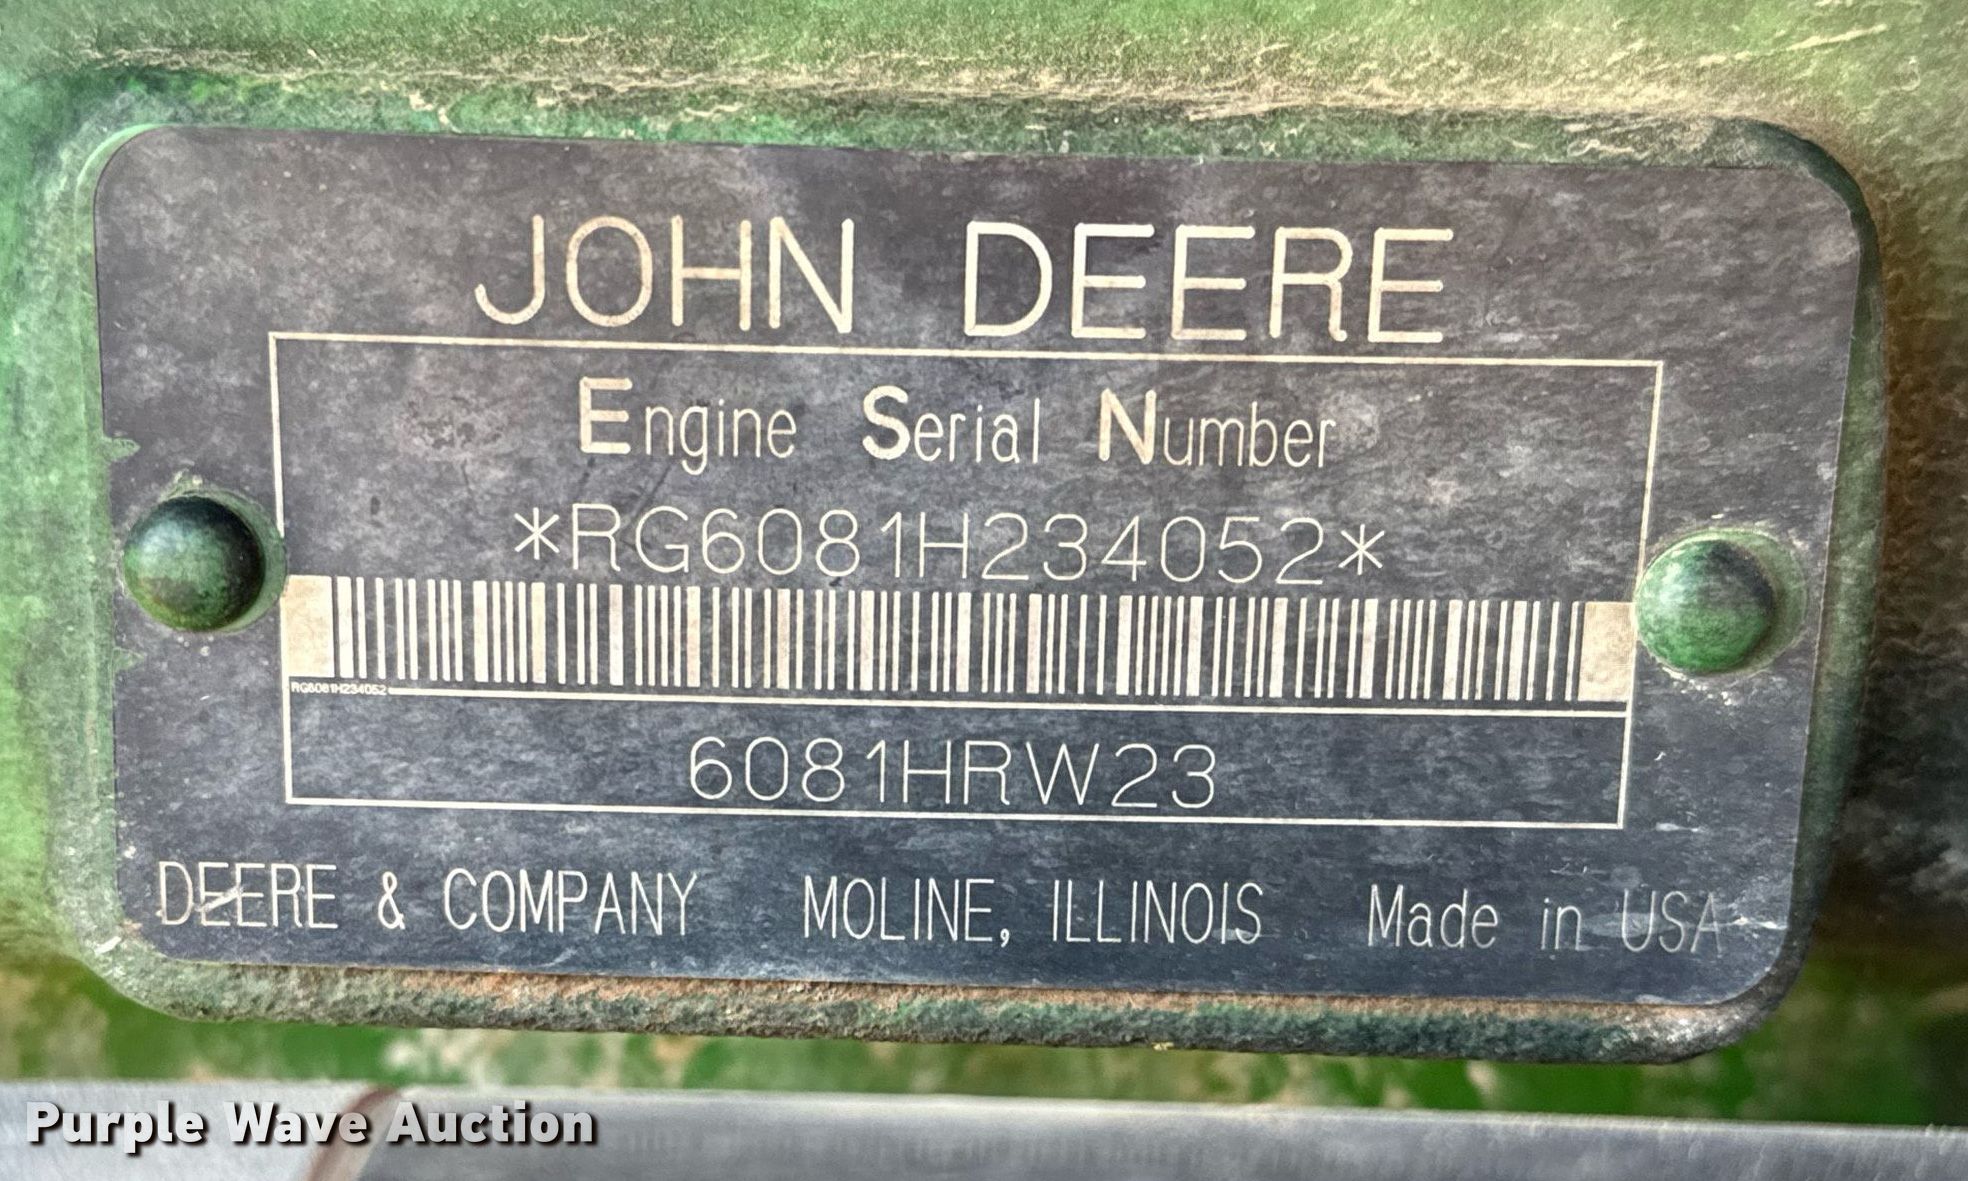 JOHN DEERE
Engine Serial Number
*RG6081H234052*
RG6081H234052
6081HRW23
DEERE & COMPANY MOLINE, ILLINOIS Made in USA
Purple Wave Auction